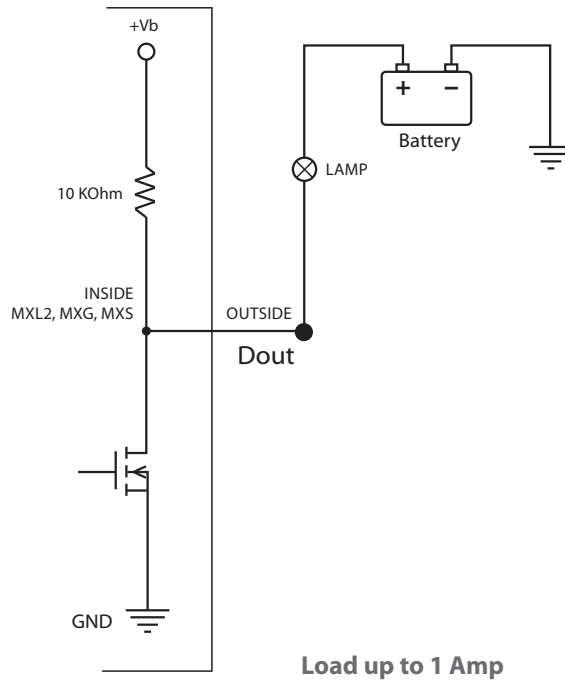 +Vb
+ −
Battery
LAMP
10 KOhm
INSIDE
MXL2, MXG, MXS
OUTSIDE
Dout
GND
Load up to 1 Amp